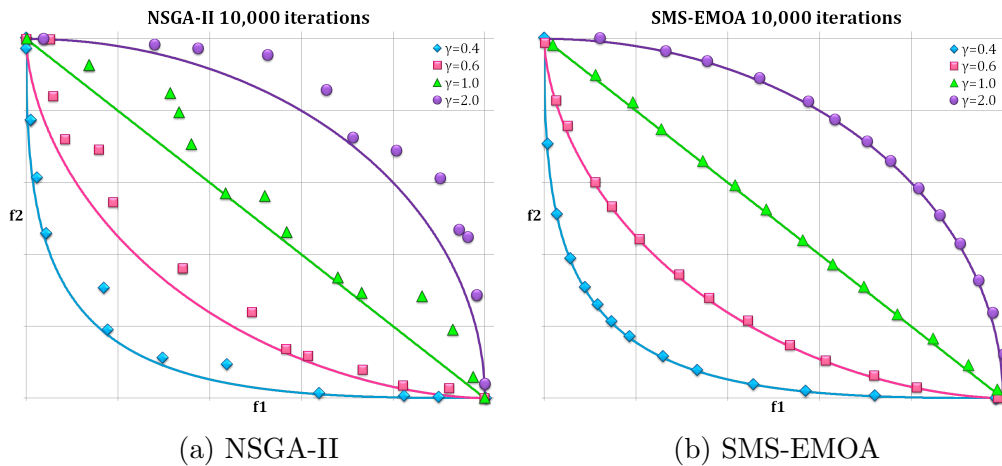 NSGA-II 10,000 iterations
γ=0.4
γ=0.6
γ=1.0
γ=2.0
f2
f1
(a) NSGA-II
SMS-EMOA 10,000 iterations
γ=0.4
γ=0.6
γ=1.0
γ=2.0
f2
f1
(b) SMS-EMOA